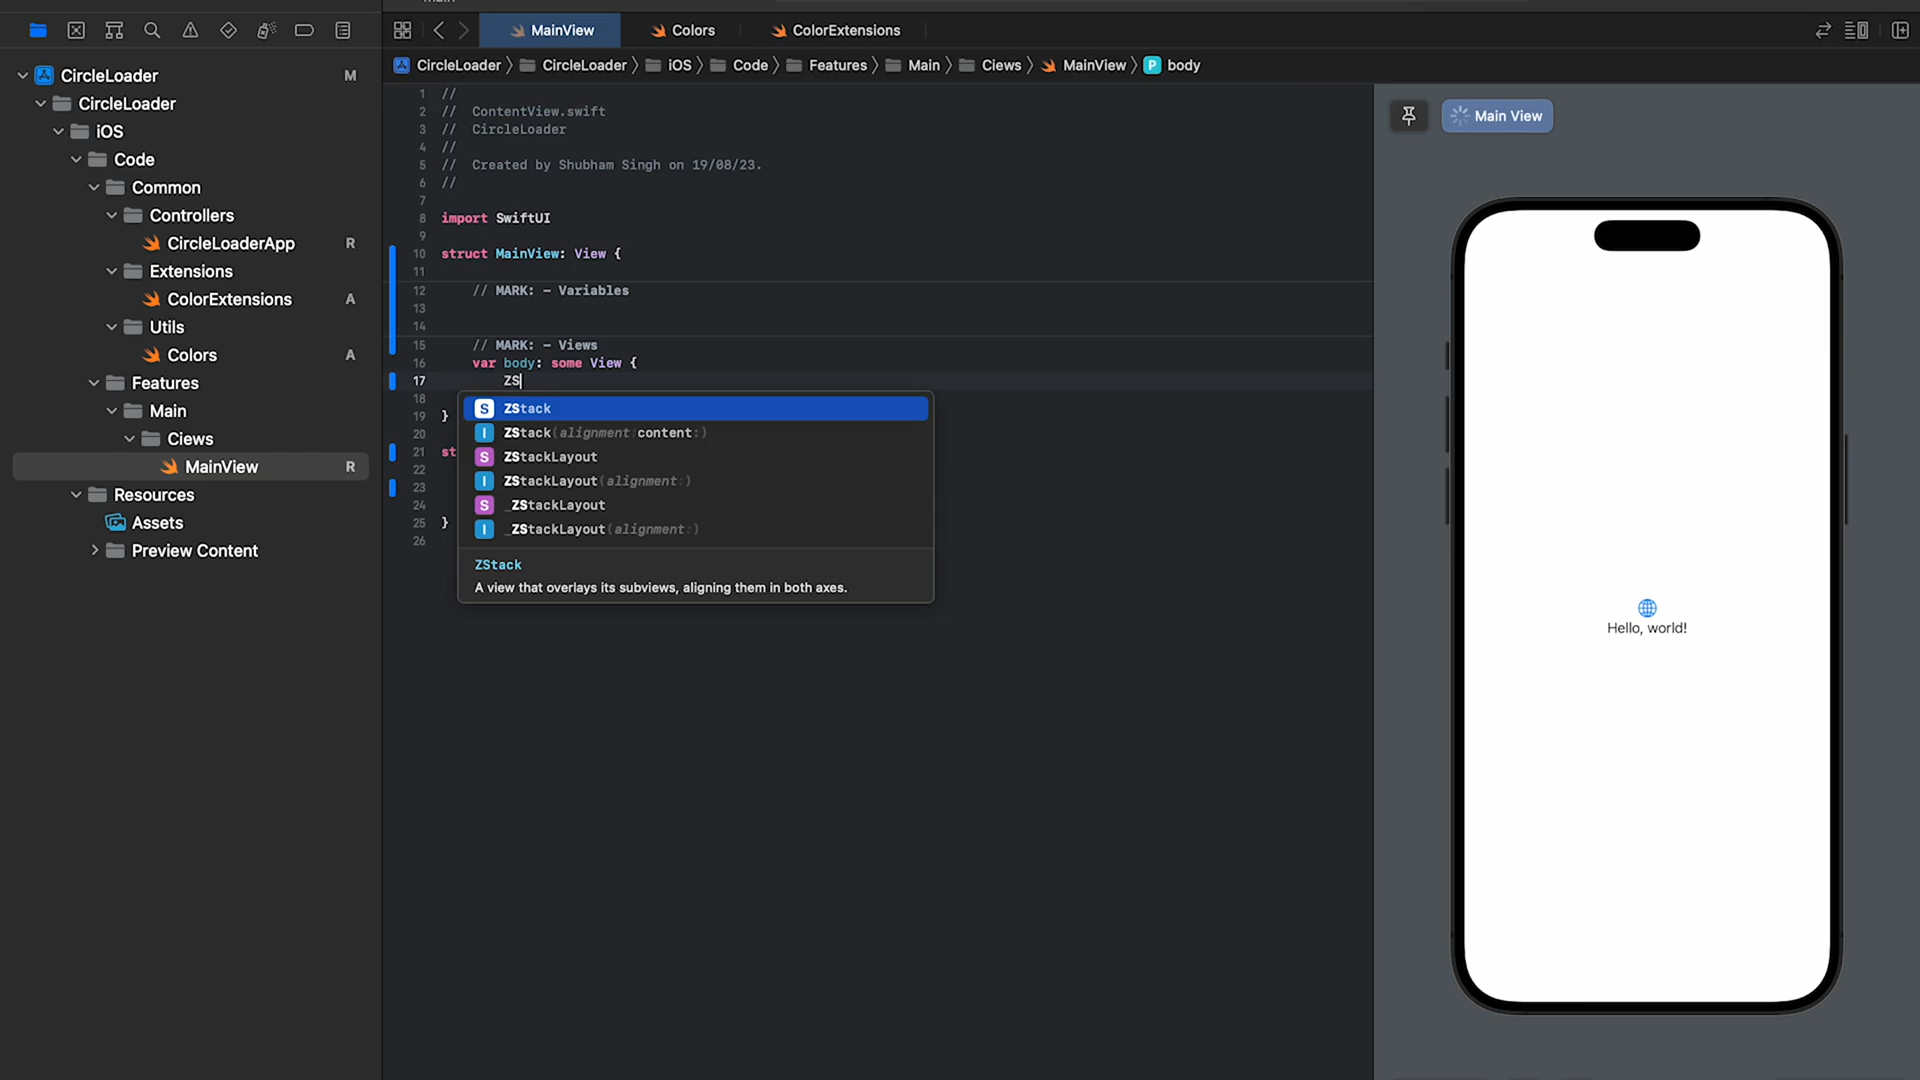 main
MainView
Colors
ColorExtensions
CircleLoader
M
CircleLoader
iOS
Code
Common
Controllers
CircleLoaderApp
R
Extensions
ColorExtensions
A
Utils
Colors
A
Features
Main
Ciews
MainView
R
Resources
Assets
Preview Content
CircleLoader
CircleLoader
iOS
Code
Features
Main
Ciews
MainView
P body
1 //
2 // ContentView.swift
3 // CircleLoader
4 //
5 // Created by Shubham Singh on 19/08/23.
6 //
7
8 import SwiftUI
9
10 struct MainView: View {
11
12 // MARK: - Variables
13
14
15 // MARK: - Views
16 var body: some View {
17 ZS
18
19 }
20
21 st
22
23
24
25 }
26
S ZStack
I ZStack(alignment:content:)
S ZStackLayout
I ZStackLayout(alignment:)
S _ZStackLayout
I _ZStackLayout(alignment:)
ZStack
A view that overlays its subviews, aligning them in both axes.
Main View
Hello, world!